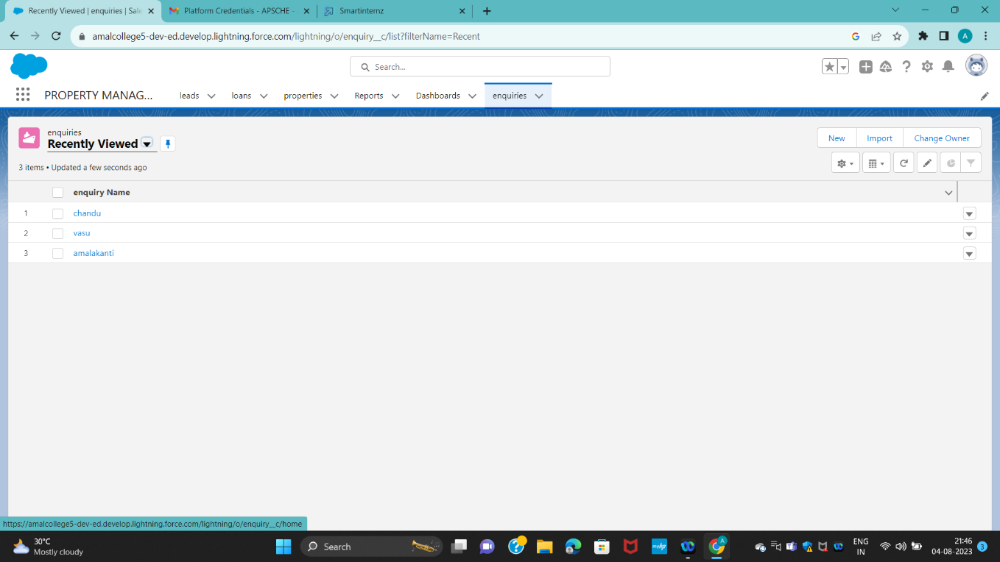 Recently Viewed | enquiries | Sale
Platform Credentials - APSCHE -
Smartinternz
amalcollege5-dev-ed.develop.lightning.force.com/lightning/o/enquiry__c/list?filterName=Recent
A
Search...
PROPERTY MANAG...
leads
loans
properties
Reports
Dashboards
enquiries
enquiries
Recently Viewed
New
Import
Change Owner
3 items • Updated a few seconds ago
enquiry Name
1 chandu
2 vasu
3 amalakanti
https://amalcollege5-dev-ed.develop.lightning.force.com/lightning/o/enquiry__c/home
30°C
Mostly cloudy
Search
myhp
A
ENG
IN
21:46
04-08-2023
3